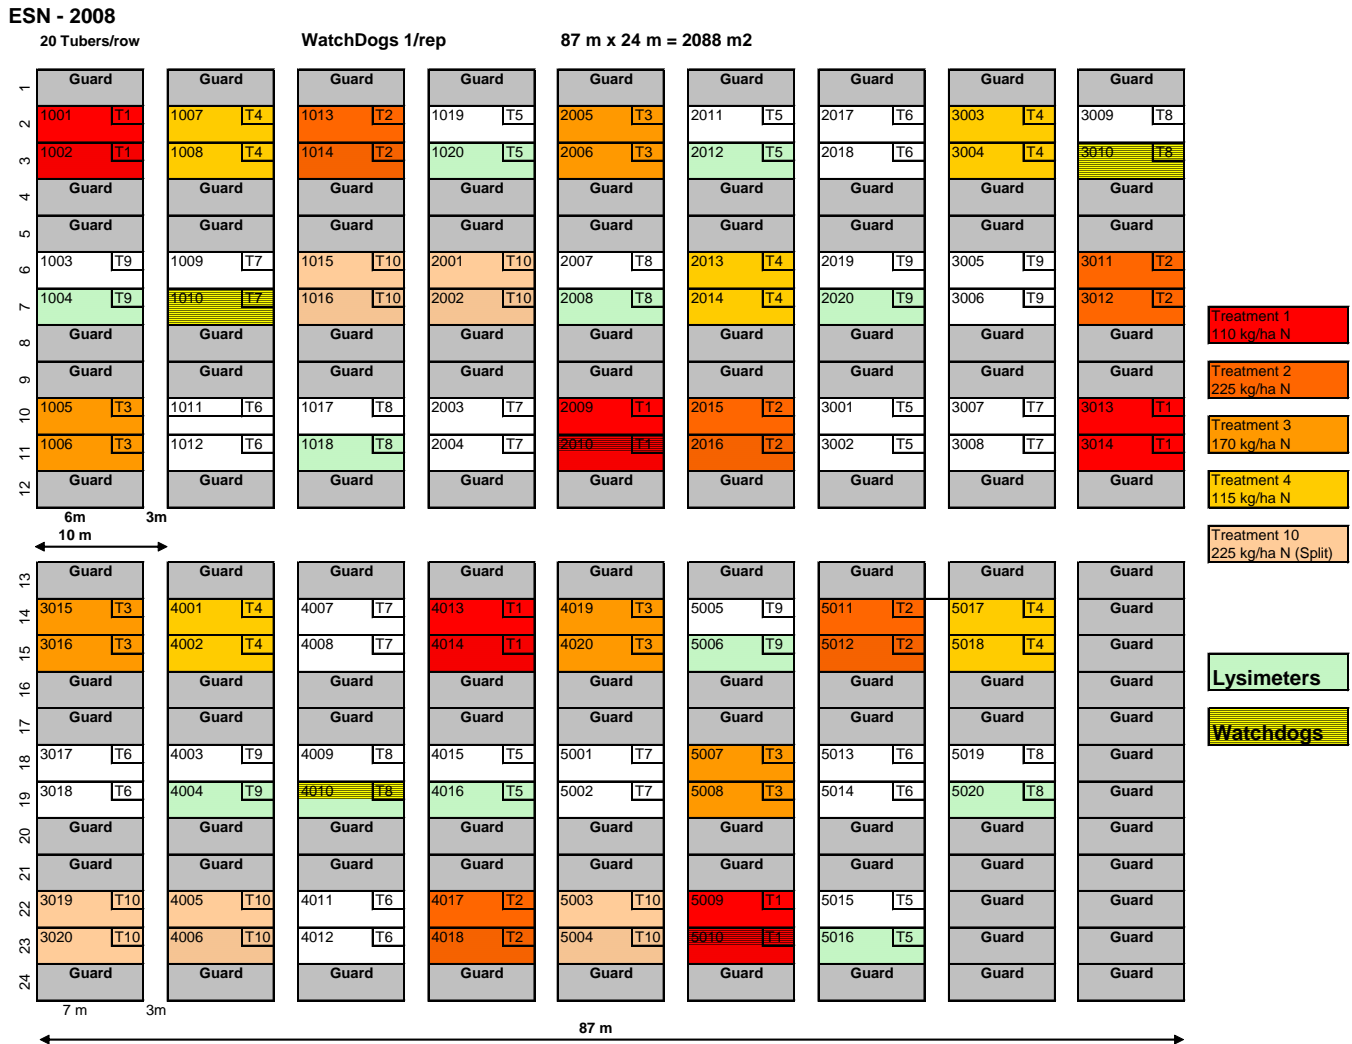 ESN - 2008
20 Tubers/row WatchDogs 1/rep 87 m x 24 m = 2088 m2
1 Guard Guard Guard Guard Guard Guard Guard Guard Guard
2 1001 T1 1007 T4 1013 T2 1019 T5 2005 T3 2011 T5 2017 T6 3003 T4 3009 T8
3 1002 T1 1008 T4 1014 T2 1020 T5 2006 T3 2012 T5 2018 T6 3004 T4 3010 T8
4 Guard Guard Guard Guard Guard Guard Guard Guard Guard
5 Guard Guard Guard Guard Guard Guard Guard Guard Guard
6 1003 T9 1009 T7 1015 T10 2001 T10 2007 T8 2013 T4 2019 T9 3005 T9 3011 T2
7 1004 T9 1010 T7 1016 T10 2002 T10 2008 T8 2014 T4 2020 T9 3006 T9 3012 T2
8 Guard Guard Guard Guard Guard Guard Guard Guard Guard
9 Guard Guard Guard Guard Guard Guard Guard Guard Guard
10 1005 T3 1011 T6 1017 T8 2003 T7 2009 T1 2015 T2 3001 T5 3007 T7 3013 T1
11 1006 T3 1012 T6 1018 T8 2004 T7 2010 T1 2016 T2 3002 T5 3008 T7 3014 T1
12 Guard Guard Guard Guard Guard Guard Guard Guard Guard
6m 3m
10 m
13 Guard Guard Guard Guard Guard Guard Guard Guard Guard
14 3015 T3 4001 T4 4007 T7 4013 T1 4019 T3 5005 T9 5011 T2 5017 T4 Guard
15 3016 T3 4002 T4 4008 T7 4014 T1 4020 T3 5006 T9 5012 T2 5018 T4 Guard
16 Guard Guard Guard Guard Guard Guard Guard Guard Guard
17 Guard Guard Guard Guard Guard Guard Guard Guard Guard
18 3017 T6 4003 T9 4009 T8 4015 T5 5001 T7 5007 T3 5013 T6 5019 T8 Guard
19 3018 T6 4004 T9 4010 T8 4016 T5 5002 T7 5008 T3 5014 T6 5020 T8 Guard
20 Guard Guard Guard Guard Guard Guard Guard Guard Guard
21 Guard Guard Guard Guard Guard Guard Guard Guard Guard
22 3019 T10 4005 T10 4011 T6 4017 T2 5003 T10 5009 T1 5015 T5 Guard Guard
23 3020 T10 4006 T10 4012 T6 4018 T2 5004 T10 5010 T1 5016 T5 Guard Guard
24 Guard Guard Guard Guard Guard Guard Guard Guard Guard
7 m 3m
87 m
Treatment 1
110 kg/ha N
Treatment 2
225 kg/ha N
Treatment 3
170 kg/ha N
Treatment 4
115 kg/ha N
Treatment 10
225 kg/ha N (Split)
Lysimeters
Watchdogs